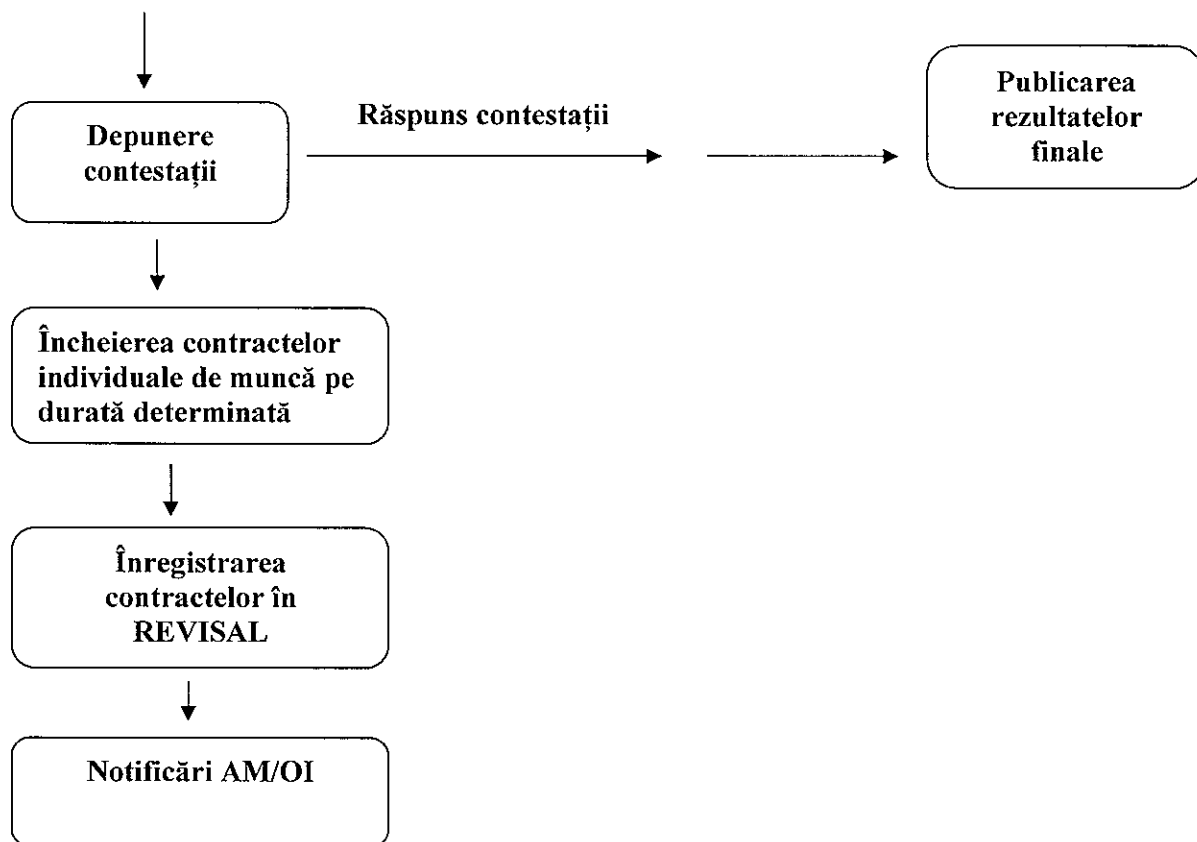 Depunere
contestații
Răspuns contestații
Publicarea
rezultatelor
finale
Încheierea contractelor
individuale de muncă pe
durată determinată
Înregistrarea
contractelor în
REVISAL
Notificări AM/OI